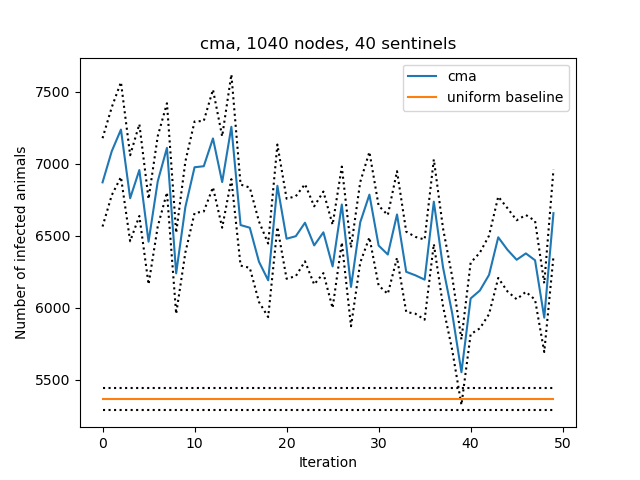 cma, 1040 nodes, 40 sentinels
cma
uniform baseline
Number of infected animals
7500
7000
6500
6000
5500
0 10 20 30 40 50
Iteration